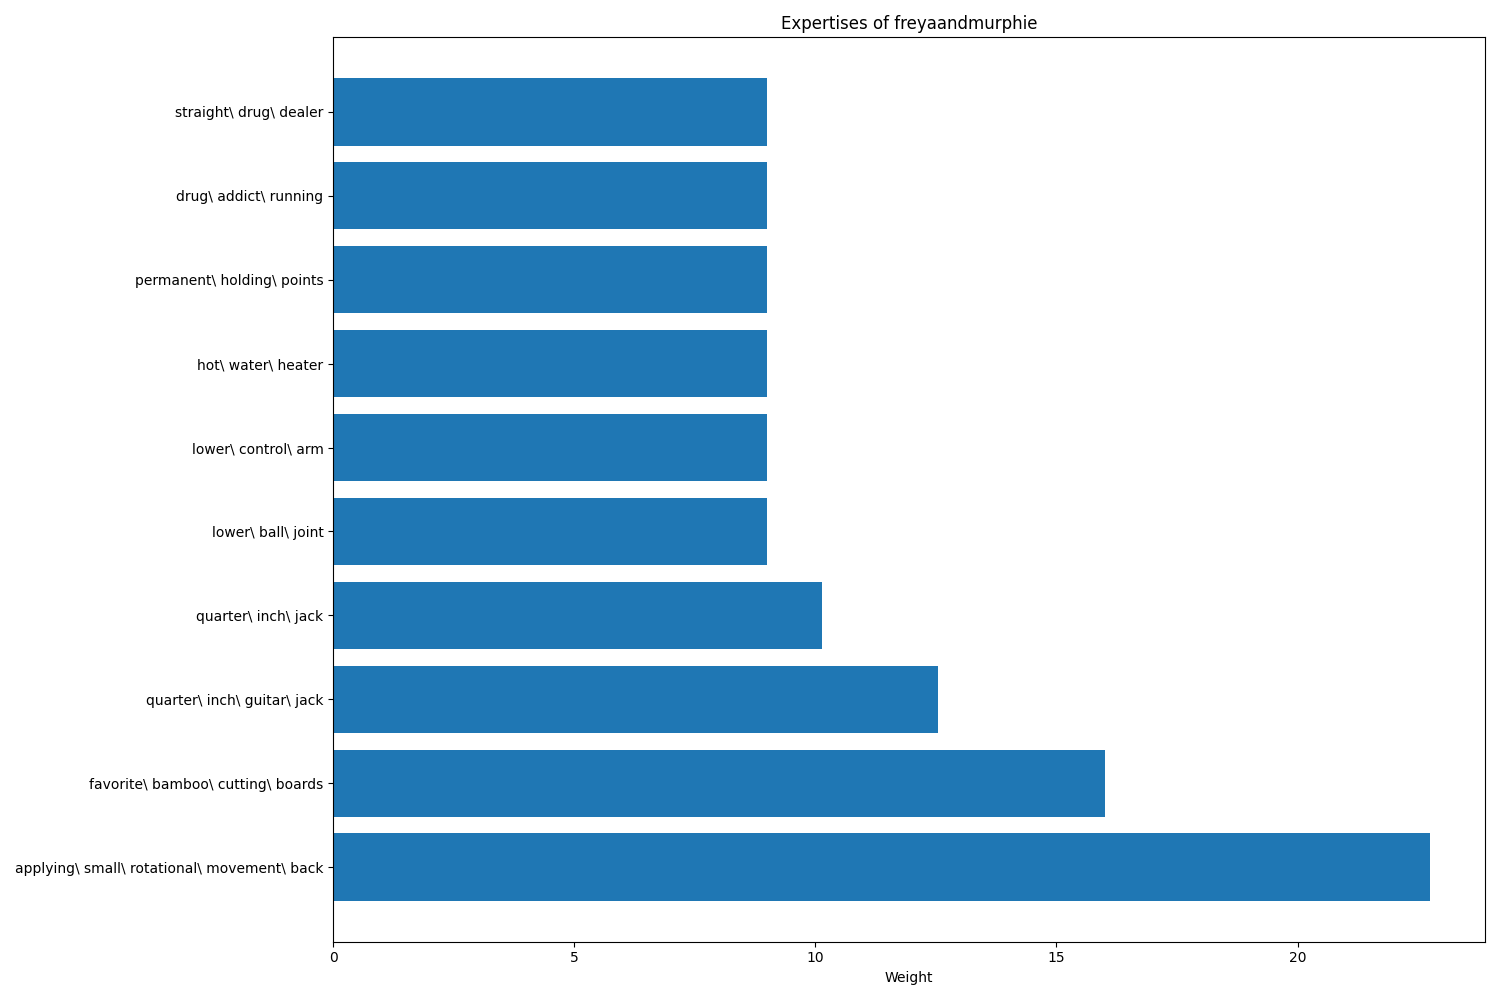 Expertises of freyaandmurphie
straight\ drug\ dealer
drug\ addict\ running
permanent\ holding\ points
hot\ water\ heater
lower\ control\ arm
lower\ ball\ joint
quarter\ inch\ jack
quarter\ inch\ guitar\ jack
favorite\ bamboo\ cutting\ boards
applying\ small\ rotational\ movement\ back
0 5 10 15 20
Weight